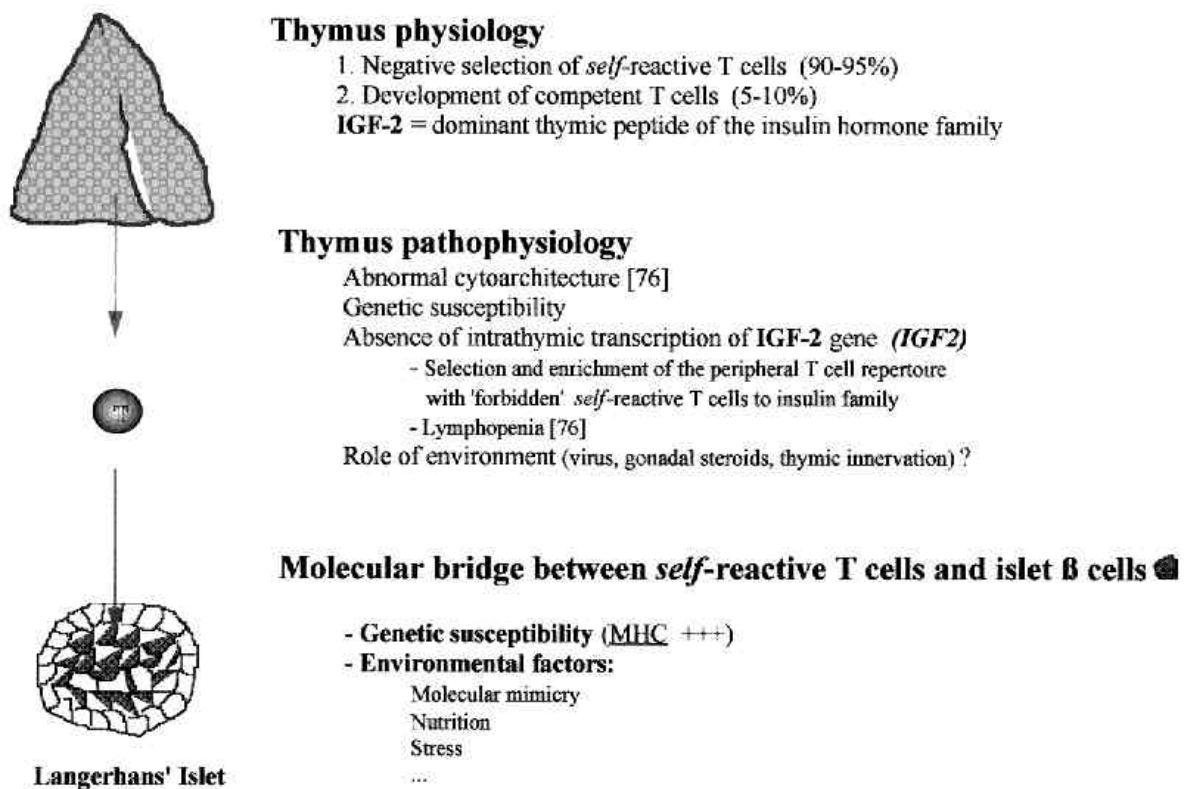 Thymus physiology
1. Negative selection of self-reactive T cells (90-95%)
2. Development of competent T cells (5-10%)
IGF-2 = dominant thymic peptide of the insulin hormone family
Thymus pathophysiology
Abnormal cytoarchitecture [76]
Genetic susceptibility
Absence of intrathymic transcription of IGF-2 gene (IGF2)
- Selection and enrichment of the peripheral T cell repertoire
with 'forbidden' self-reactive T cells to insulin family
- Lymphopenia [76]
Role of environment (virus, gonadal steroids, thymic innervation) ?
T
Molecular bridge between self-reactive T cells and islet ß cells
- Genetic susceptibility (MHC +++)
- Environmental factors:
Molecular mimicry
Nutrition
Stress
...
Langerhans' Islet